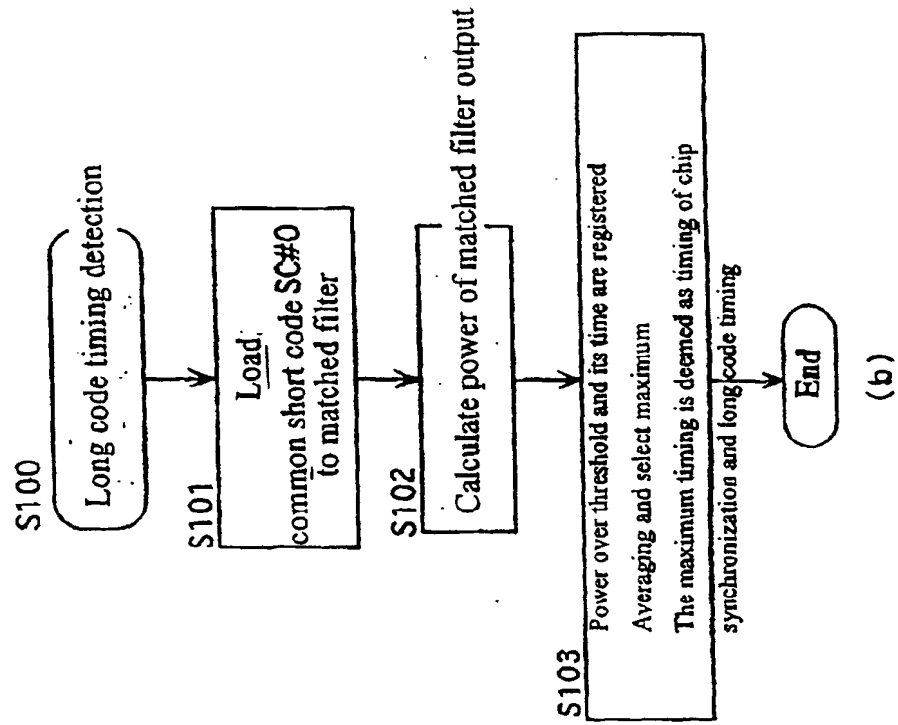 S100
Long code timing detection
S101
Load
common short code SC#0
to matched filter
S102
Calculate power of matched filter output
S103
Power over threshold and its time are registered
Averaging and select maximum
The maximum timing is deemed as timing of chip
synchronization and long code timing
End
(b)